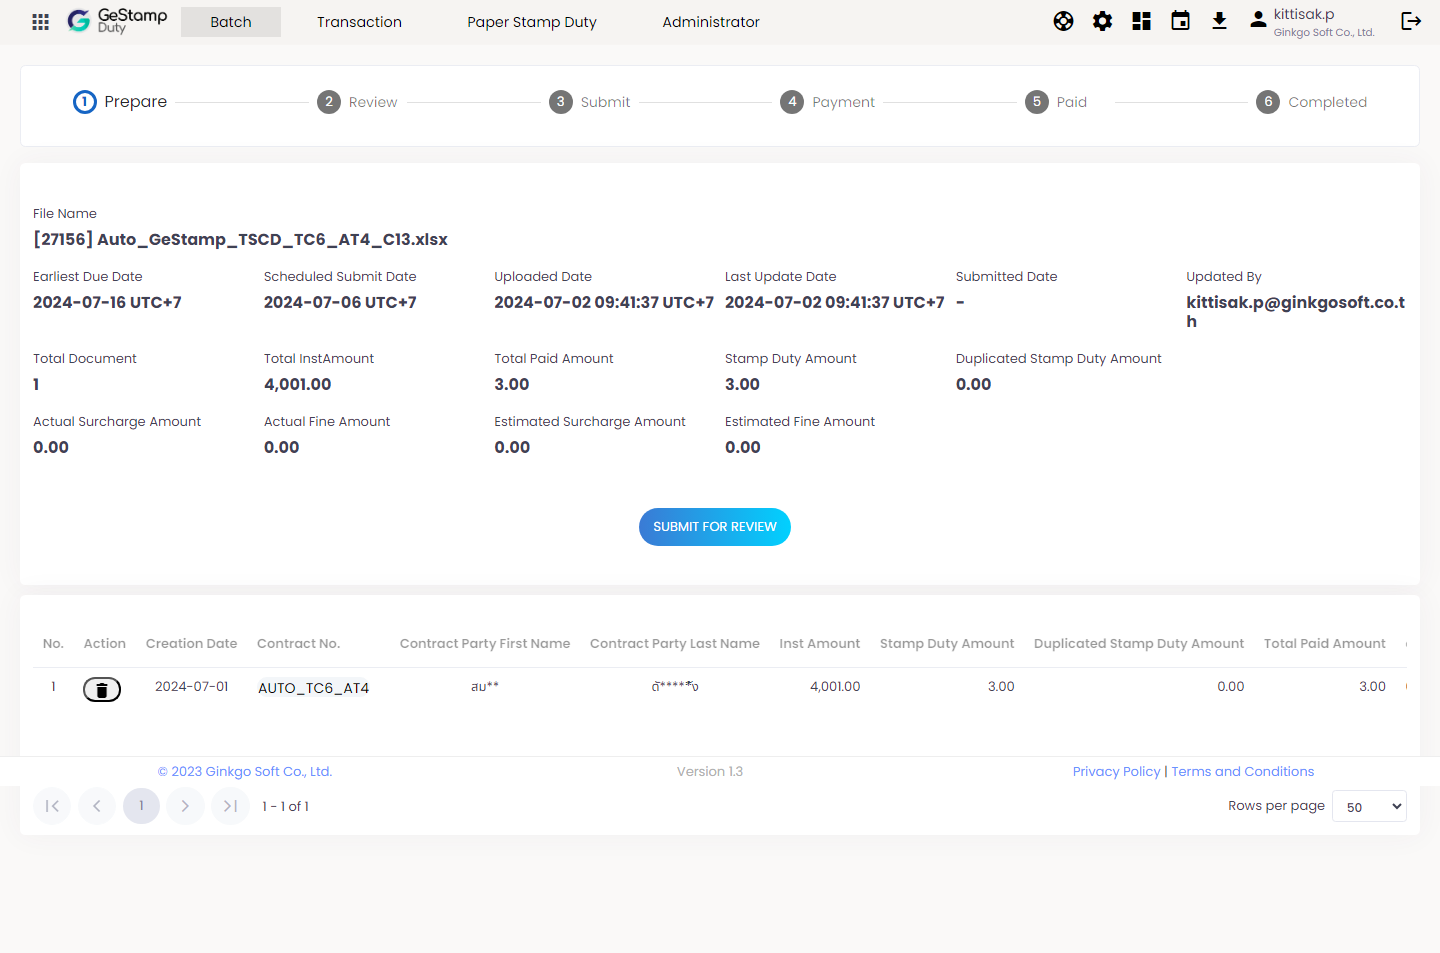 GeStamp Duty
Batch
Transaction
Paper Stamp Duty
Administrator
kittisak.p
Ginkgo Soft Co., Ltd.
1 Prepare
2 Review
3 Submit
4 Payment
5 Paid
6 Completed
File Name
[27156] Auto_GeStamp_TSCD_TC6_AT4_C13.xlsx
Earliest Due Date
2024-07-16 UTC+7
Scheduled Submit Date
2024-07-06 UTC+7
Uploaded Date
2024-07-02 09:41:37 UTC+7
Last Update Date
2024-07-02 09:41:37 UTC+7
Submitted Date
-
Updated By
kittisak.p@ginkgosoft.co.t
h
Total Document
1
Total InstAmount
4,001.00
Total Paid Amount
3.00
Stamp Duty Amount
3.00
Duplicated Stamp Duty Amount
0.00
Actual Surcharge Amount
0.00
Actual Fine Amount
0.00
Estimated Surcharge Amount
0.00
Estimated Fine Amount
0.00
SUBMIT FOR REVIEW
No. Action Creation Date Contract No. Contract Party First Name Contract Party Last Name Inst Amount Stamp Duty Amount Duplicated Stamp Duty Amount Total Paid Amount
1 2024-07-01 AUTO_TC6_AT4 สม** 4,001.00 3.00 0.00 3.00
© 2023 Ginkgo Soft Co., Ltd.
Version 1.3
Privacy Policy | Terms and Conditions
1
1 - 1 of 1
Rows per page 50